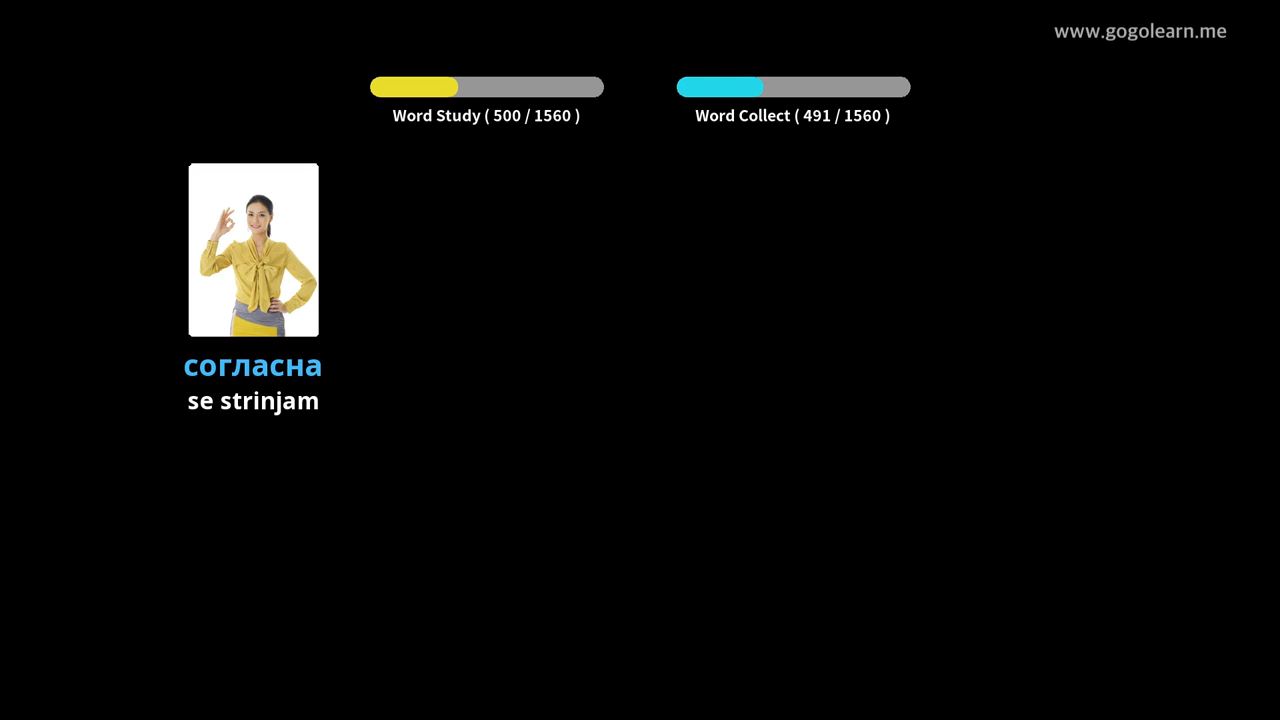 www.gogolearn.me
Word Study ( 500 / 1560 )
Word Collect ( 491 / 1560 )
согласна
se strinjam